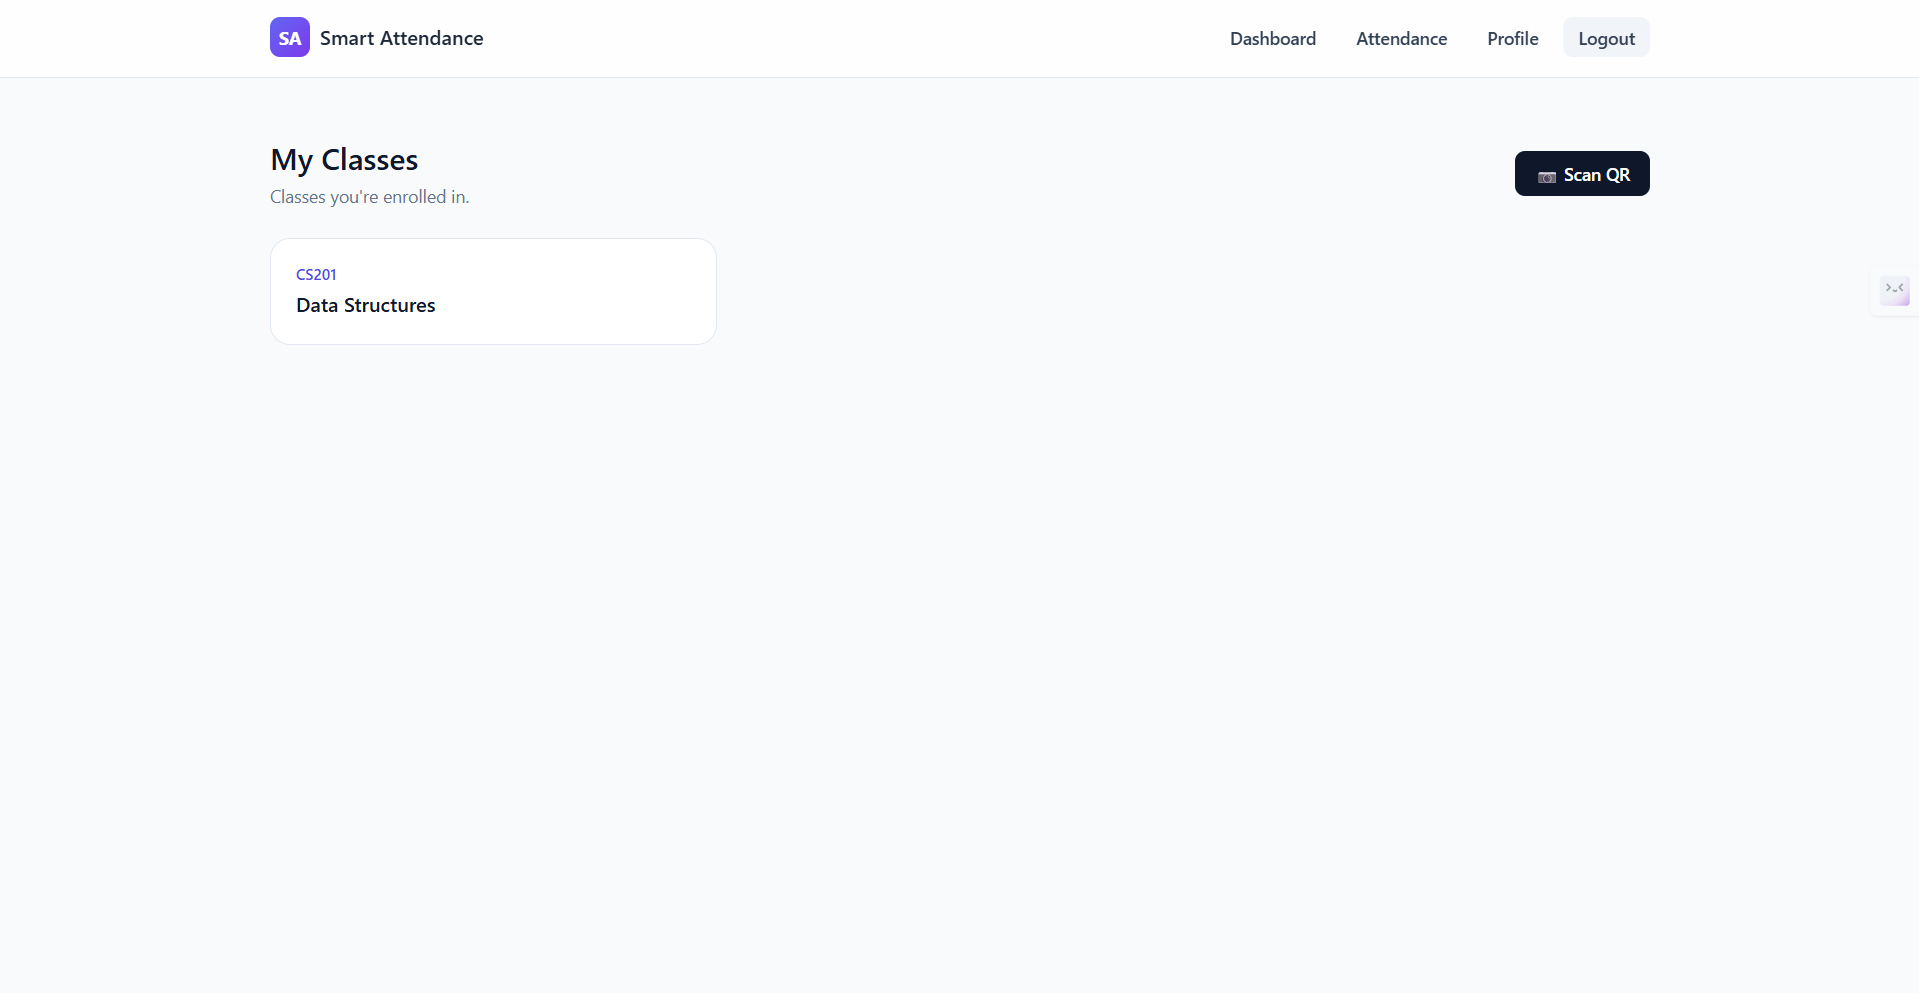 SA Smart Attendance
Dashboard Attendance Profile Logout
My Classes
Classes you're enrolled in.
Scan QR
CS201
Data Structures